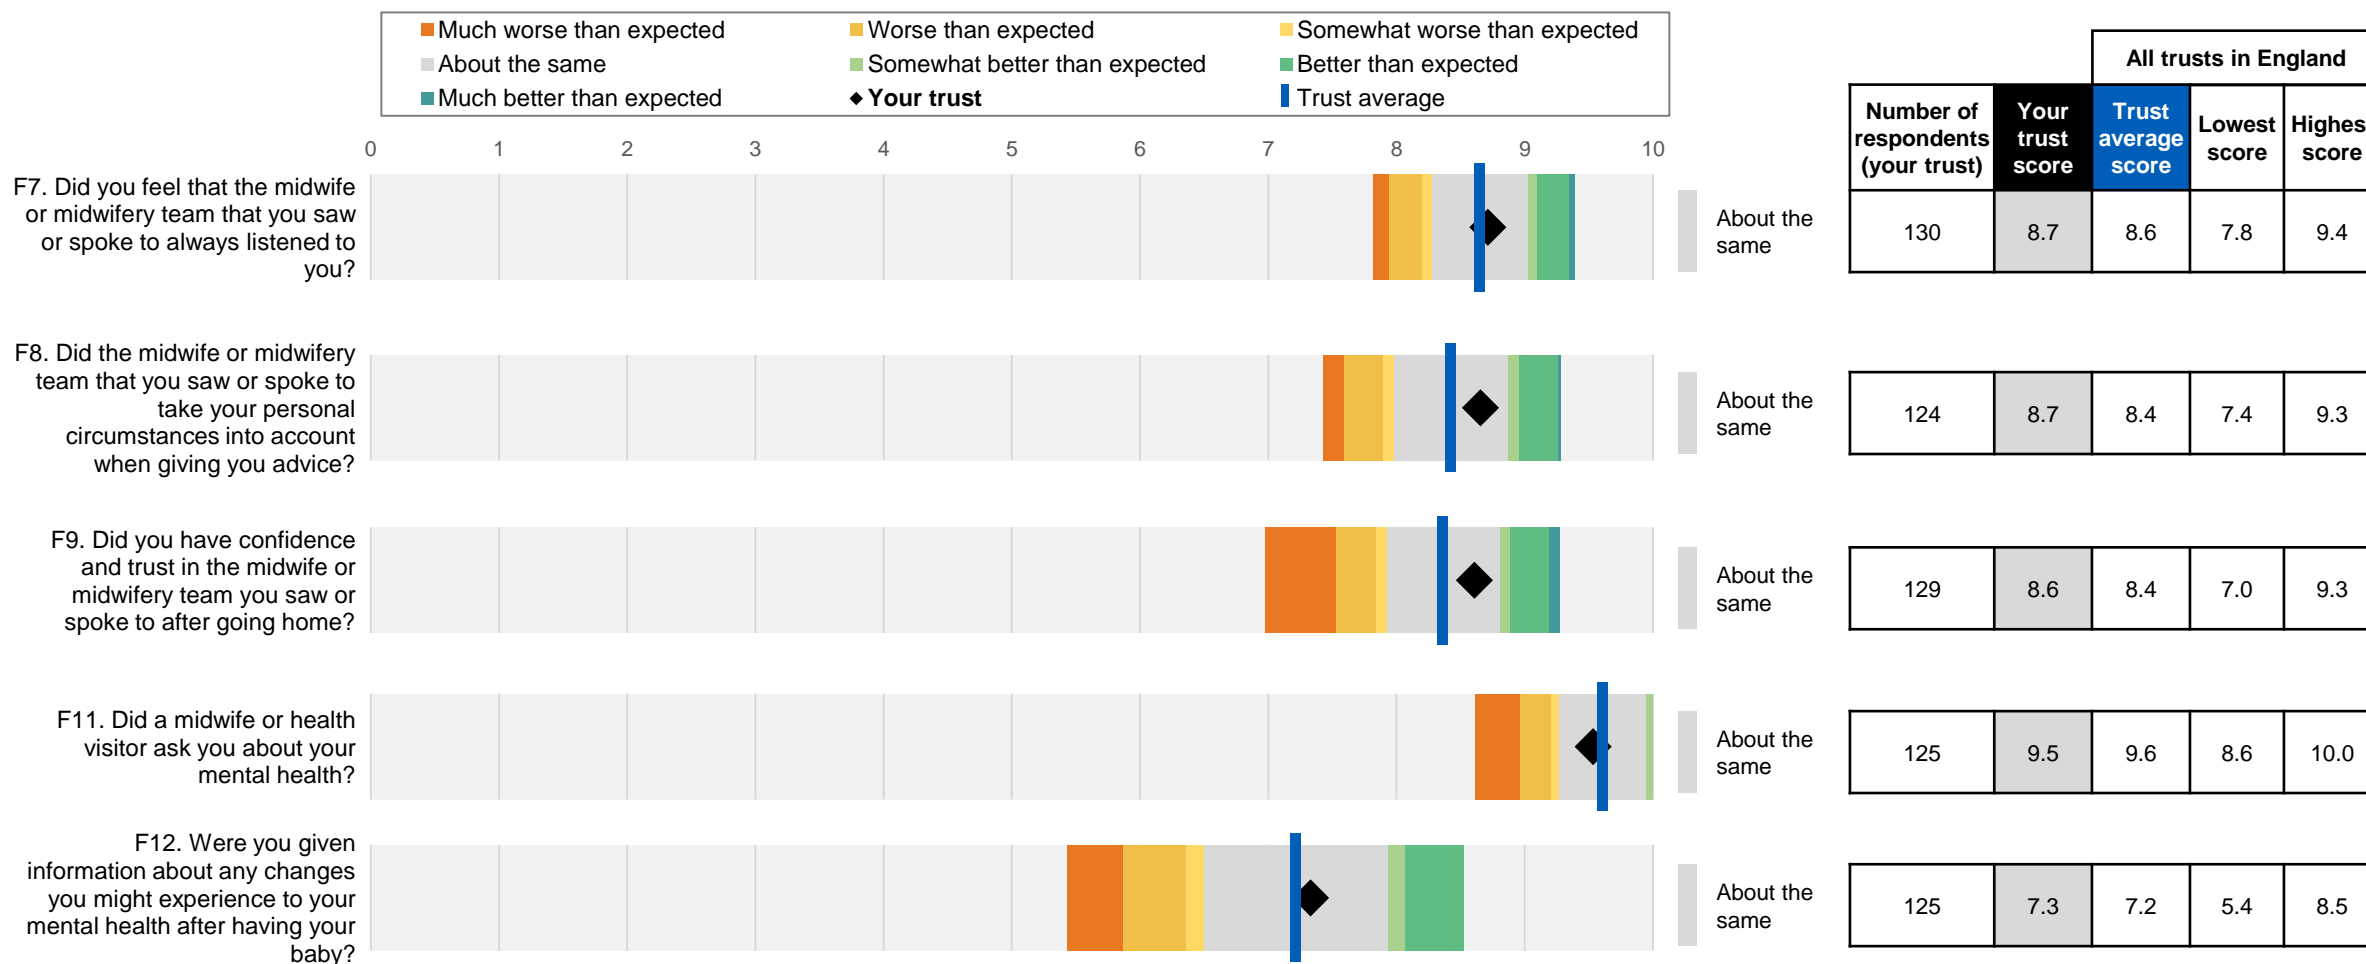 Much worse than expected
Worse than expected
Somewhat worse than expected
About the same
Somewhat better than expected
Better than expected
Much better than expected
Your trust
Trust average
All trusts in England
Number of
respondents
(your trust)
Your
trust
score
Trust
average
score
Lowest
score
Highes
score
0 1 2 3 4 5 6 7 8 9 10
F7. Did you feel that the midwife
or midwifery team that you saw
or spoke to always listened to
you?
About the
same
130 8.7 8.6 7.8 9.4
F8. Did the midwife or midwifery
team that you saw or spoke to
take your personal
circumstances into account
when giving you advice?
About the
same
124 8.7 8.4 7.4 9.3
F9. Did you have confidence
and trust in the midwife or
midwifery team you saw or
spoke to after going home?
About the
same
129 8.6 8.4 7.0 9.3
F11. Did a midwife or health
visitor ask you about your
mental health?
About the
same
125 9.5 9.6 8.6 10.0
F12. Were you given
information about any changes
you might experience to your
mental health after having your
baby?
About the
same
125 7.3 7.2 5.4 8.5